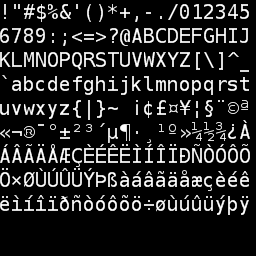 !"#$%&'()*+,-./012345
6789:;<=>?@ABCDEFGHIJ
KLMNOPQRSTUVWXYZ[\]^_
`abcdefghijklmnopqrst
uvwxyz{|}~ ¡¢£¤¥¦§¨©ª
«¬®¯°±²³´µ¶·¸¹º»¼½¾¿À
ÁÂÃÄÅÆÇÈÉÊËÌÍÎÏÐÑÒÓÔÕ
Ö×ØÙÚÛÜÝÞßàáâãäåæçèéê
ëìíîïðñòóôõö÷øùúûüýþÿ